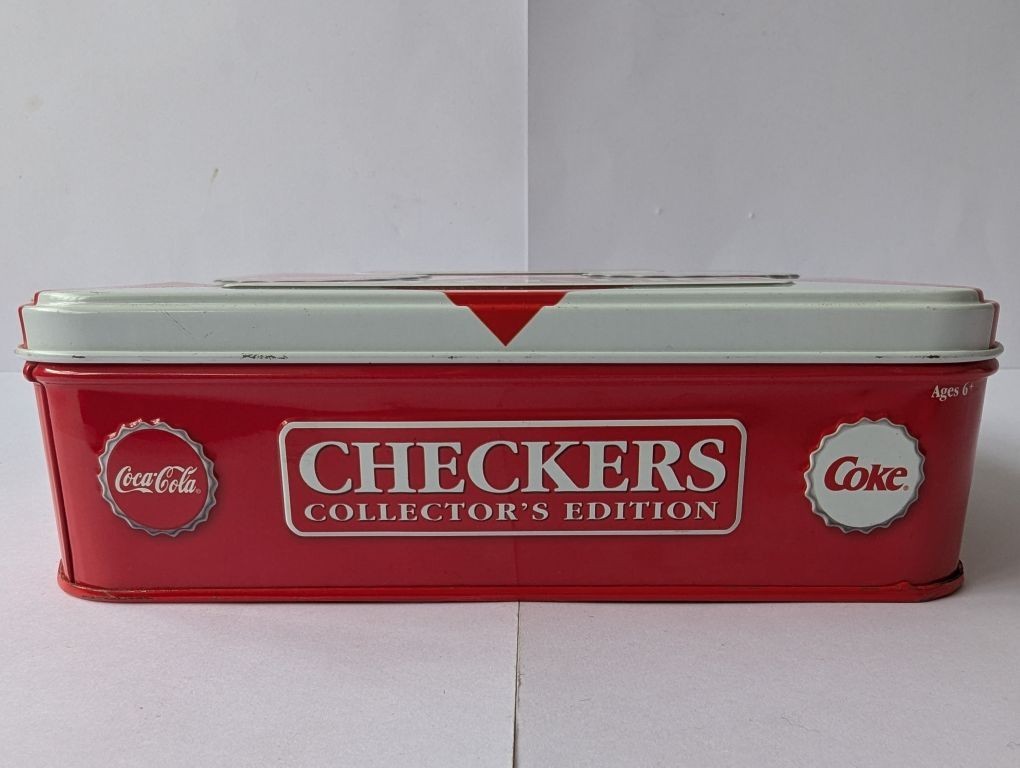 Ages 6+
Coca-Cola®
CHECKERS
COLLECTOR'S EDITION
Coke®